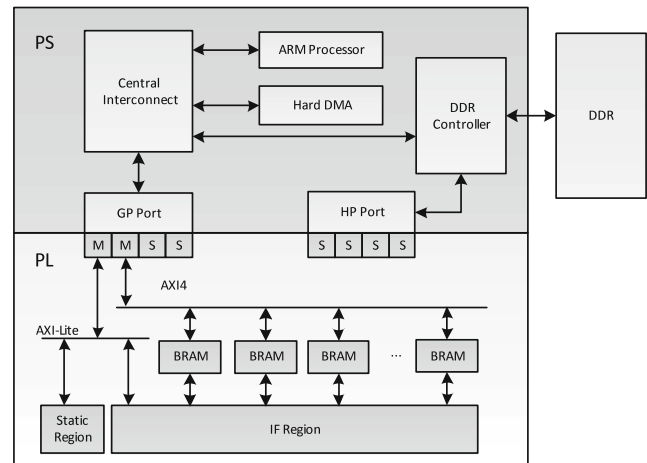 PS
ARM Processor
Central
Interconnect
Hard DMA
DDR
Controller
DDR
GP Port
HP Port
M M S S
S S S S
PL
AXI4
AXI-Lite
BRAM BRAM BRAM ... BRAM
Static
Region
IF Region